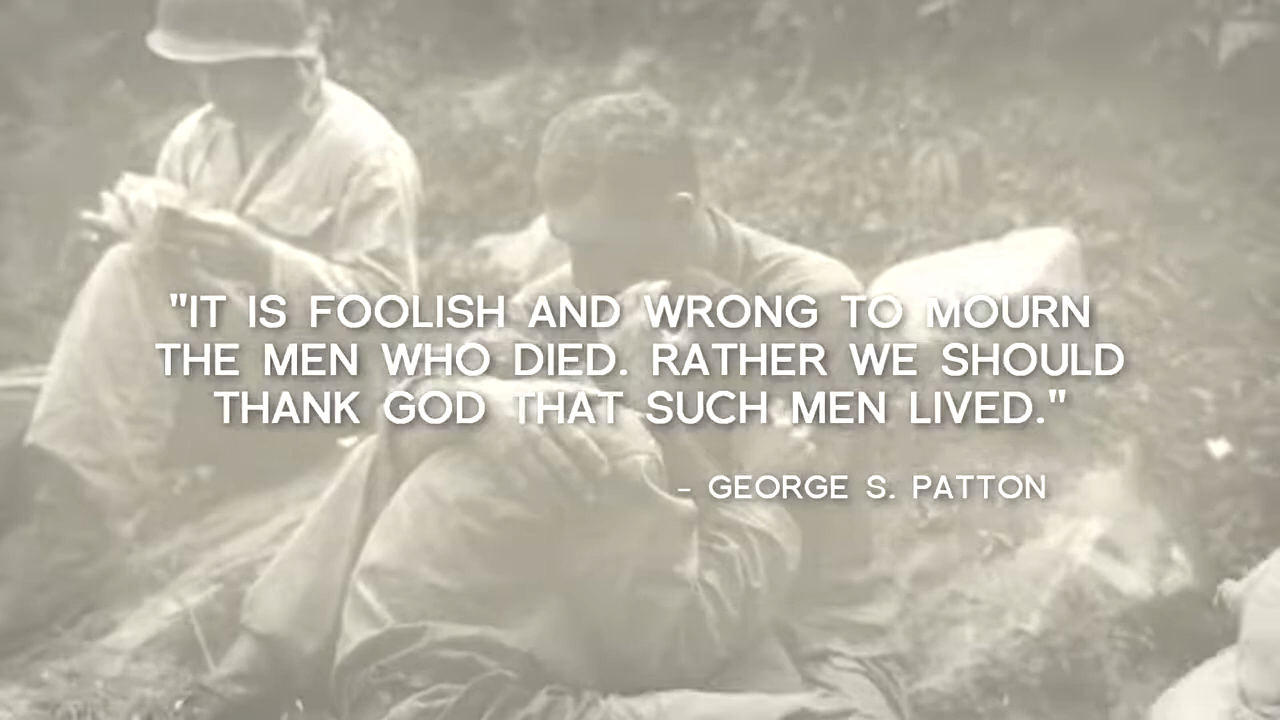 "IT IS FOOLISH AND WRONG TO MOURN
THE MEN WHO DIED. RATHER WE SHOULD
THANK GOD THAT SUCH MEN LIVED."
- GEORGE S. PATTON